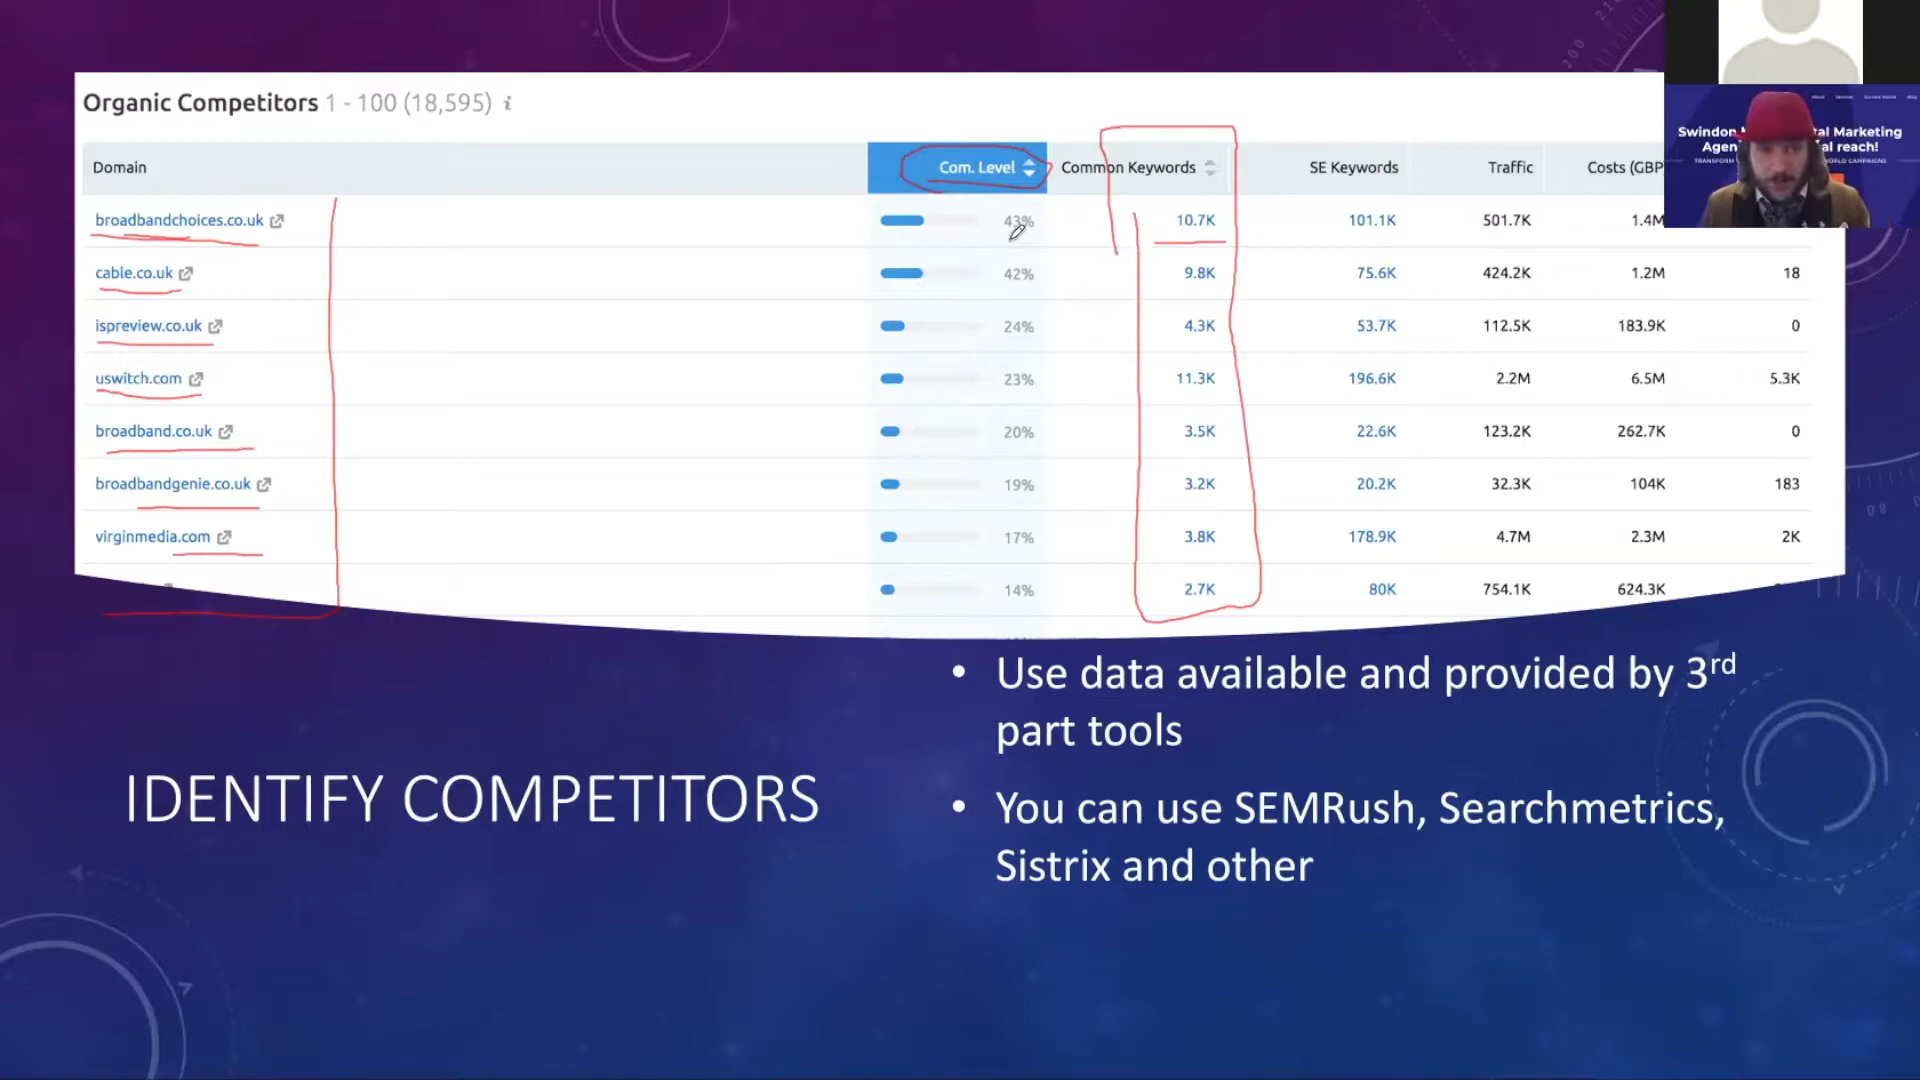 Organic Competitors 1 - 100 (18,595) i
Domain Com. Level Common Keywords SE Keywords Traffic Costs (GBP
broadbandchoices.co.uk 43% 10.7K 101.1K 501.7K 1.4M
cable.co.uk 42% 9.8K 75.6K 424.2K 1.2M 18
ispreview.co.uk 24% 4.3K 53.7K 112.5K 183.9K 0
uswitch.com 23% 11.3K 196.6K 2.2M 6.5M 5.3K
broadband.co.uk 20% 3.5K 22.6K 123.2K 262.7K 0
broadbandgenie.co.uk 19% 3.2K 20.2K 32.3K 104K 183
virginmedia.com 17% 3.8K 178.9K 4.7M 2.3M 2K
14% 2.7K 80K 754.1K 624.3K
Swindon tal Marketing
Agen al reach!
TRANSFORM ORLD CAMPAIGNS
IDENTIFY COMPETITORS
• Use data available and provided by 3rd
part tools
• You can use SEMRush, Searchmetrics,
Sistrix and other